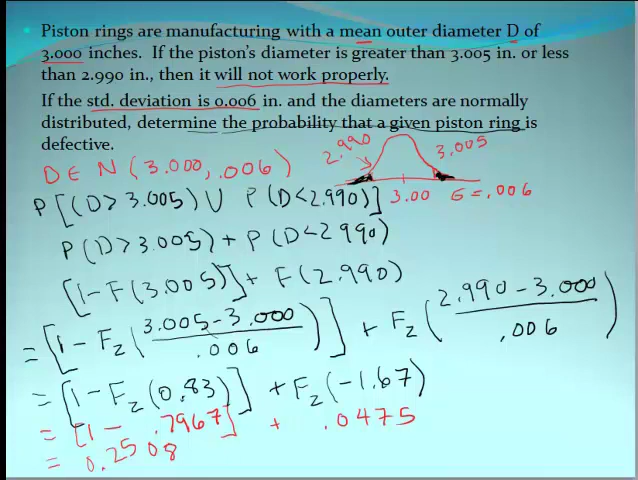 Piston rings are manufacturing with a mean outer diameter D of
3.000 inches. If the piston's diameter is greater than 3.005 in. or less
than 2.990 in., then it will not work properly.
If the std. deviation is 0.006 in. and the diameters are normally
distributed, determine the probability that a given piston ring is
defective.
2.990 3.005
D ∈ N (3.000, .006)
3.00 σ = .006
P [(D > 3.005) ∪ P (D < 2.990)]
P (D > 3.005) + P (D < 2.990)
[1 - F (3.005)] + F (2.990)
= [1 - Fz (3.005 - 3.000 / .006)] + Fz (2.990 - 3.000 / .006)
= [1 - Fz (0.83)] + Fz (-1.67)
= [1 - .7967] + .0475
= 0.2508